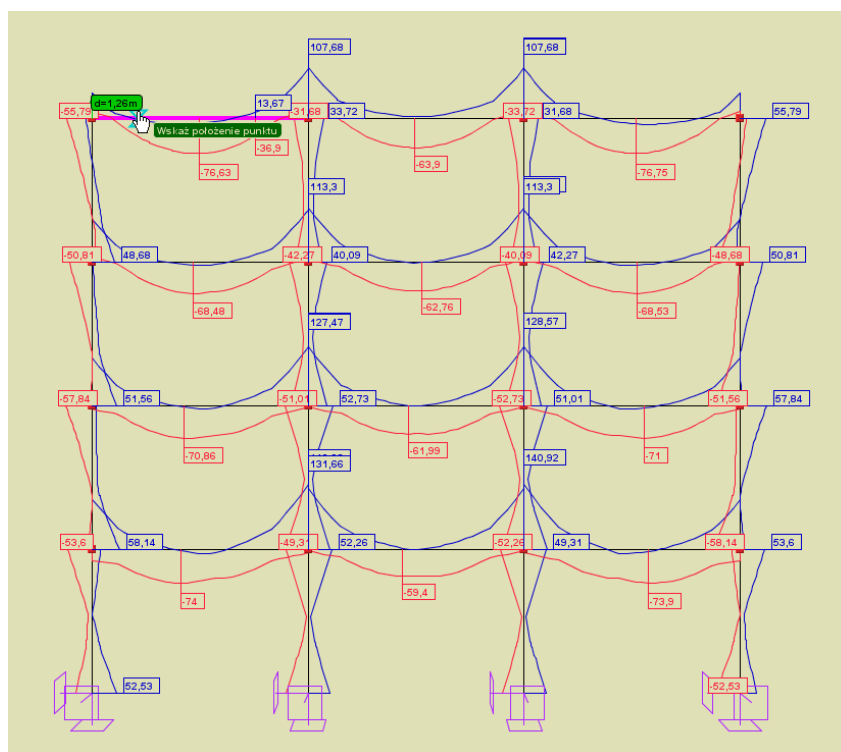 107,68 107,68
d=1,26m
-55,79 13,67 -31,68 33,72 -33,72 31,68 55,79
Wskaż położenie punktu
-36,9
-76,63 -63,9 -76,75
113,3 113,3
-50,81 48,68 -42,27 40,09 -40,09 42,27 -48,68 50,81
-68,48 -62,76 -68,53
127,47 128,57
-57,84 51,56 -51,01 52,73 -52,73 51,01 -51,56 57,84
-70,86 -61,99 -71
131,66 140,92
-53,6 58,14 -49,31 52,26 -52,26 49,31 -58,14 53,6
-74 -59,4 -73,9
52,53 -52,53